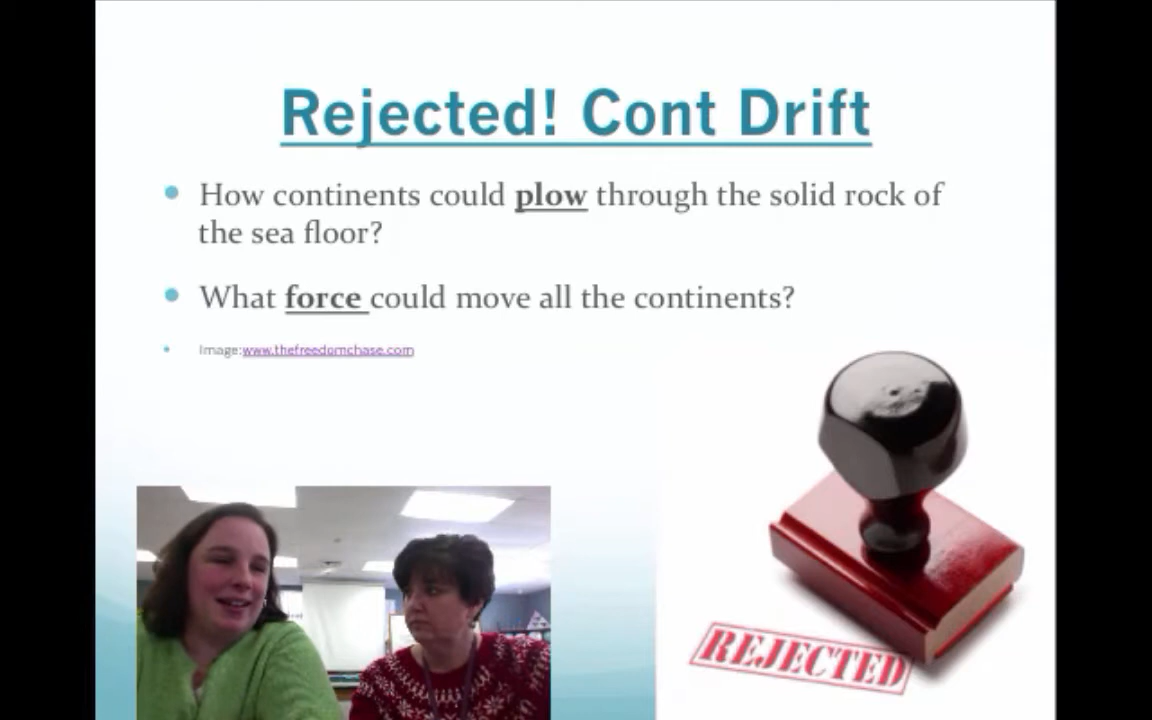 Rejected! Cont Drift
How continents could plow through the solid rock of
the sea floor?
What force could move all the continents?
Image:www.thefreedomchase.com
REJECTED